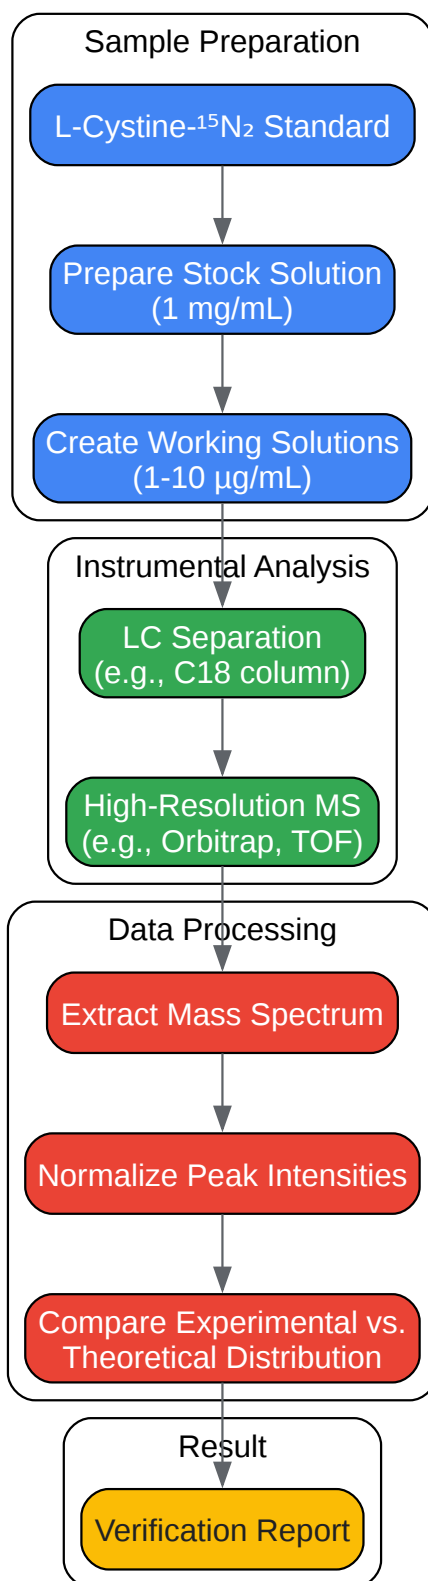 Sample Preparation
L-Cystine-¹⁵N₂ Standard
Prepare Stock Solution
(1 mg/mL)
Create Working Solutions
(1-10 µg/mL)
Instrumental Analysis
LC Separation
(e.g., C18 column)
High-Resolution MS
(e.g., Orbitrap, TOF)
Data Processing
Extract Mass Spectrum
Normalize Peak Intensities
Compare Experimental vs.
Theoretical Distribution
Result
Verification Report